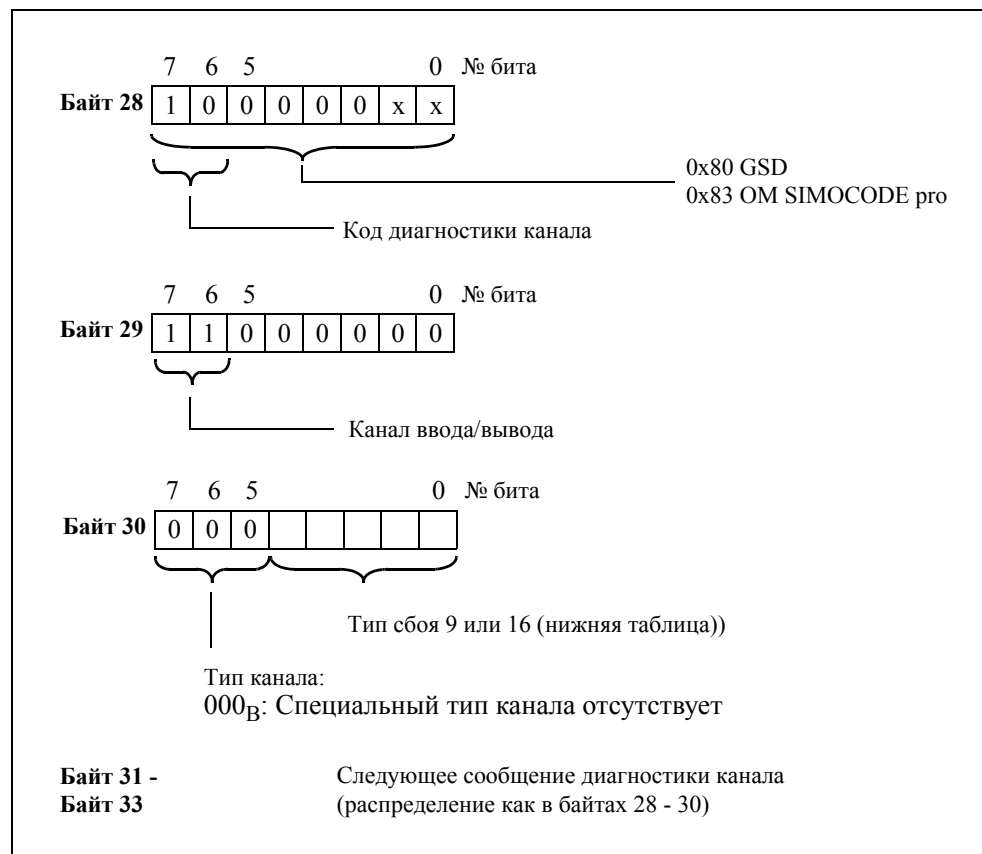 7 6 5 0 № бита
Байт 28 1 0 0 0 0 0 x x
0x80 GSD
0x83 OM SIMOCODE pro
Код диагностики канала
7 6 5 0 № бита
Байт 29 1 1 0 0 0 0 0 0
Канал ввода/вывода
7 6 5 0 № бита
Байт 30 0 0 0
Тип сбоя 9 или 16 (нижняя таблица))
Тип канала:
000B: Специальный тип канала отсутствует
Байт 31 - Следующее сообщение диагностики канала
Байт 33 (распределение как в байтах 28 - 30)